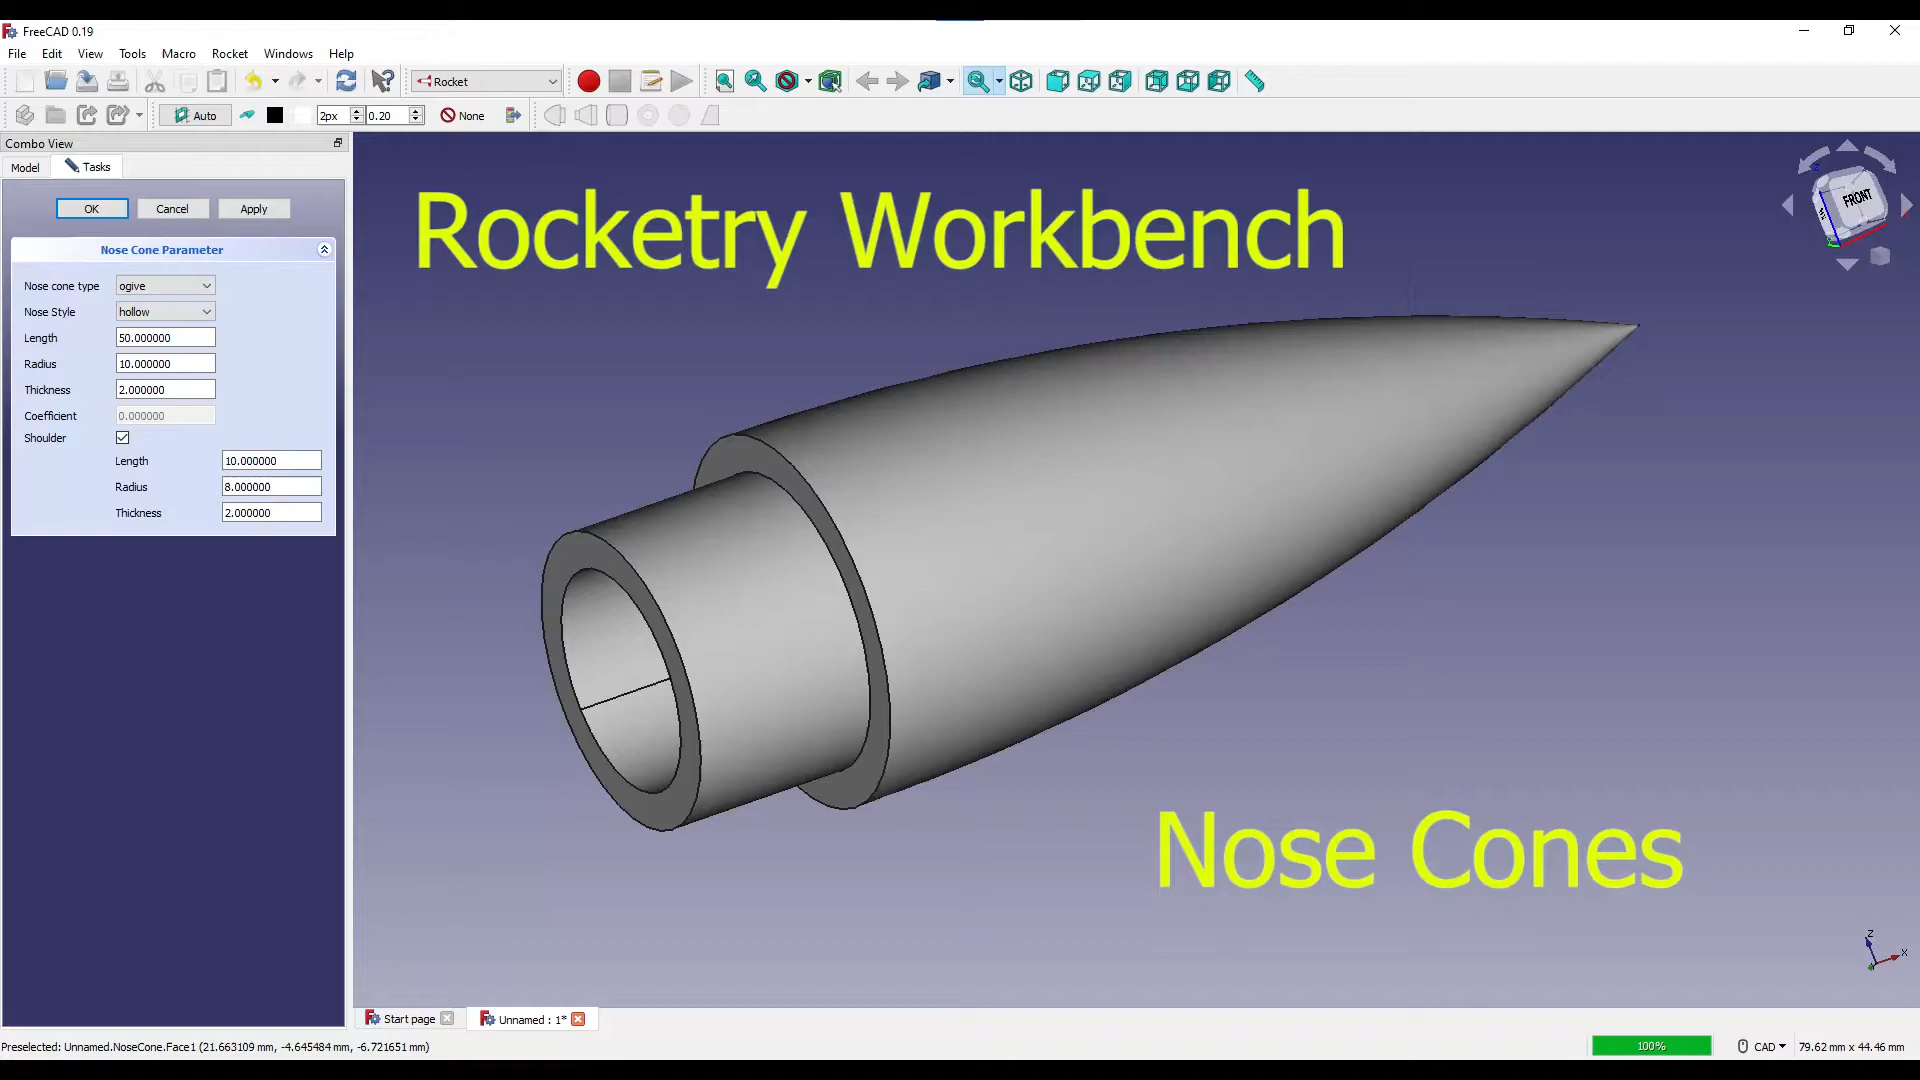 FreeCAD 0.19
File Edit View Tools Macro Rocket Windows Help
Rocket
Auto 2px 0.20 None
Combo View
Model Tasks
OK Cancel Apply
Nose Cone Parameter
Nose cone type ogive
Nose Style hollow
Length 50.000000
Radius 10.000000
Thickness 2.000000
Coefficient 0.000000
Shoulder
Length 10.000000
Radius 8.000000
Thickness 2.000000
Rocketry Workbench
FRONT
Nose Cones
Z
X
Start page Unnamed : 1*
Preselected: Unnamed.NoseCone.Face1 (21.663109 mm, -4.645484 mm, -6.721651 mm) 100% CAD 79.62 mm x 44.46 mm